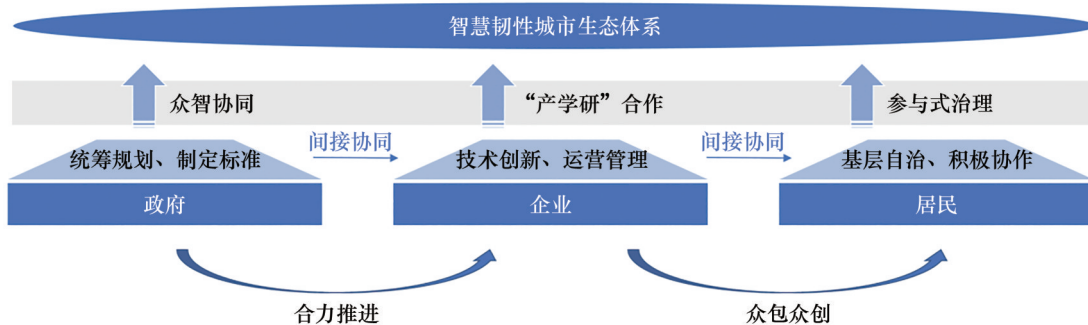 智慧韧性城市生态体系
众智协同
“产学研”合作
参与式治理
统筹规划、制定标准
间接协同
技术创新、运营管理
间接协同
基层自治、积极协作
政府
企业
居民
合力推进
众包众创